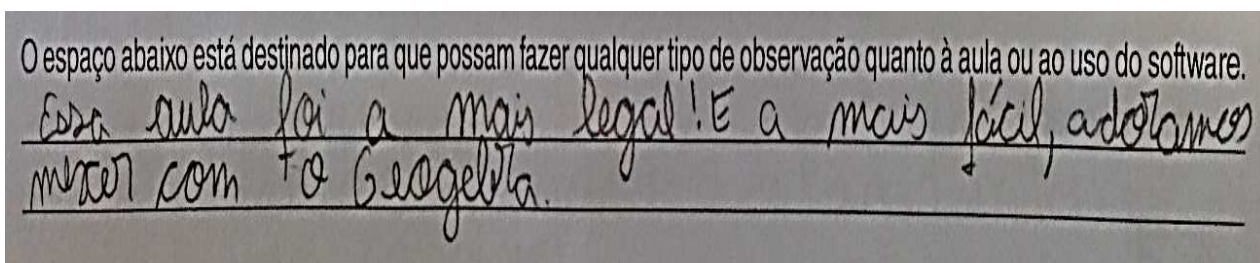 O espaço abaixo está destinado para que possam fazer qualquer tipo de observação quanto à aula ou ao uso do software.
Essa aula foi a mais legal! E a mais fácil, adoramos
mexer com o Geogebra.